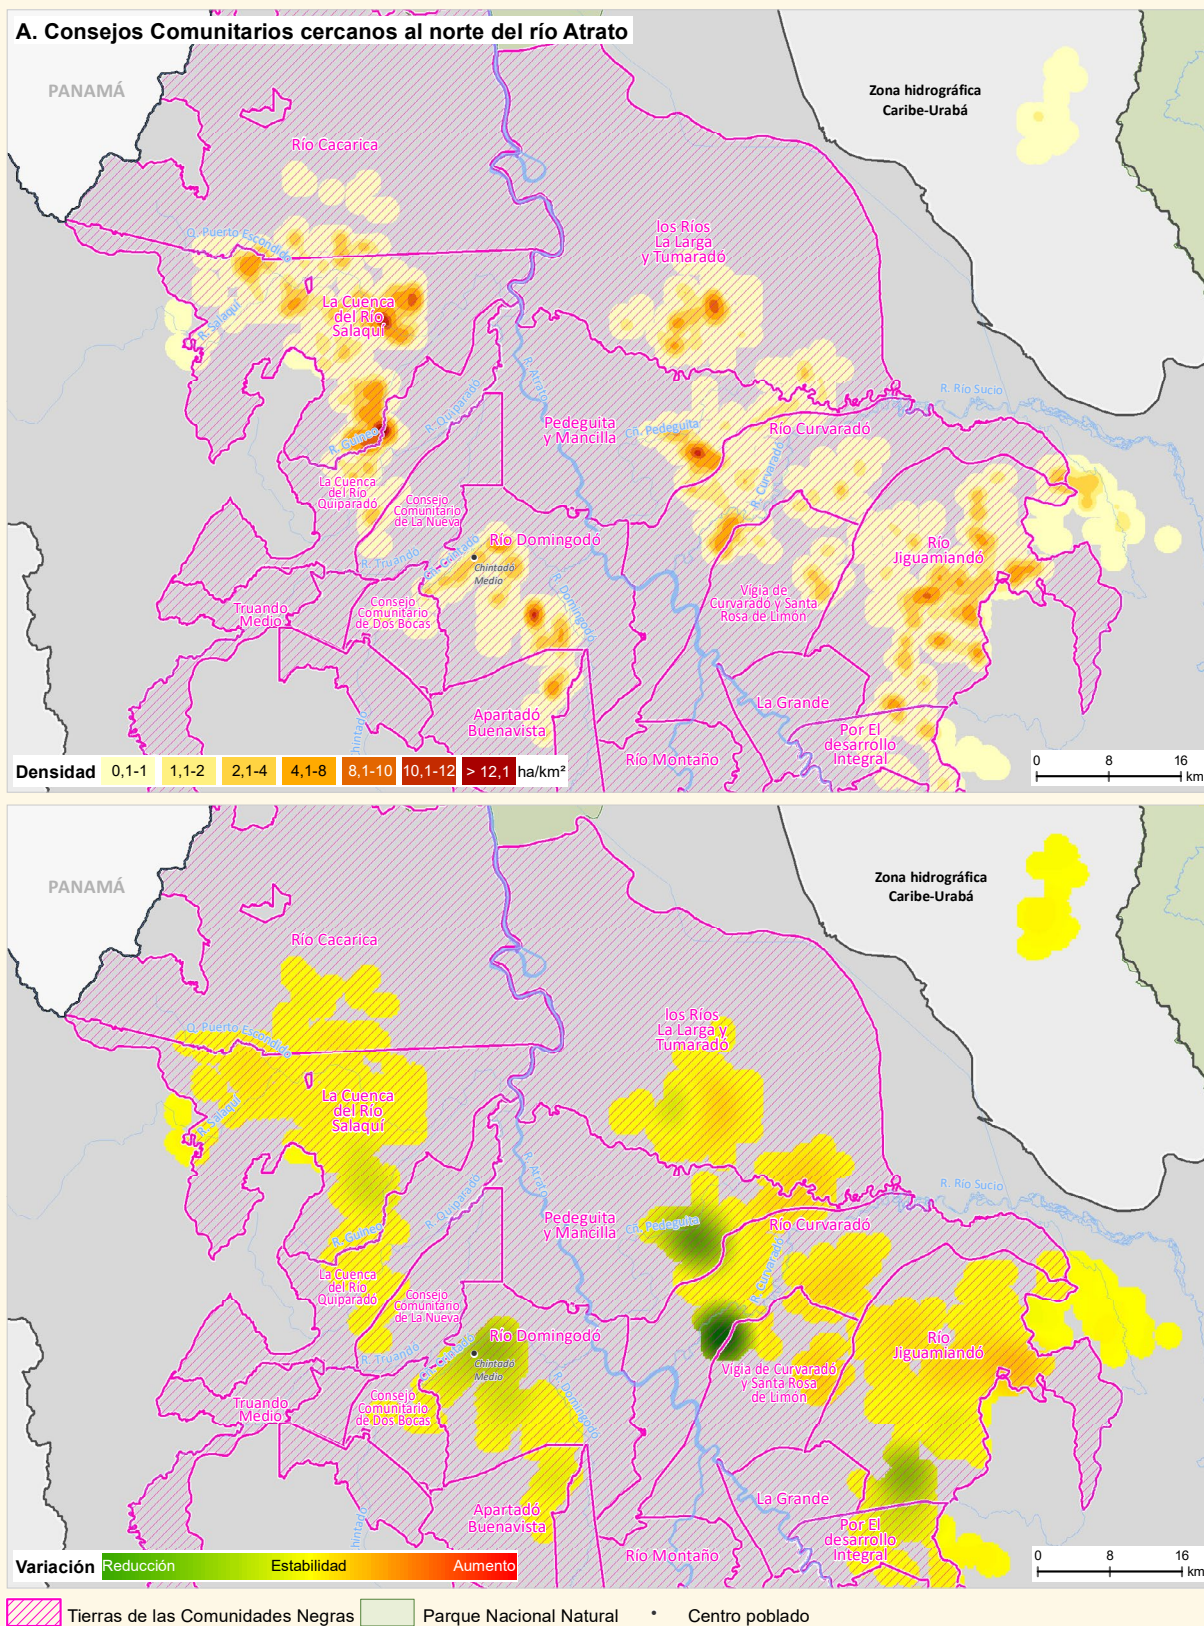 A. Consejos Comunitarios cercanos al norte del río Atrato
PANAMÁ
Zona hidrográfica
Caribe-Urabá
Río Cacarica
Q. Puerto Escondido
los Ríos
La Larga
y Tumaradó
La Cuenca
del Río
Salaquí
R. Salaquí
R. Atrato
R. Quiparadó
R. Río Sucio
Pedeguita
y Mancilla
Cñ. Pedeguita
Río Curvaradó
R. Curvaradó
R. Guineo
La Cuenca
del Río
Quiparadó
Consejo
Comunitario
de La Nueva
Río Domingodó
Río
Jiguamiandó
R. Truandó
Cñ. Chintadó
Chintadó
Medio
R. Domingodó
Vigía de
Curvaradó y Santa
Rosa de Limón
Truando
Medio
Consejo
Comunitario
de Dos Bocas
La Grande
Apartadó
Buenavista
Por El
desarrollo
Integral
Río Montaño
hintadó
Densidad 0,1-1 1,1-2 2,1-4 4,1-8 8,1-10 10,1-12 > 12,1 ha/km²
0 8 16
km
PANAMÁ
Zona hidrográfica
Caribe-Urabá
Río Cacarica
Q. Puerto Escondido
los Ríos
La Larga y
Tumaradó
La Cuenca
del Río
Salaquí
R. Salaquí
R. Atrato
R. Quiparadó
R. Río Sucio
Pedeguita
y Mancilla
Cñ. Pedeguita
Río Curvaradó
R. Curvaradó
R. Guineo
La Cuenca
del Río
Quiparadó
Consejo
Comunitario
de La Nueva
Río Domingodó
Río
Jiguamiandó
R. Truando
Cñ. Chintadó
Chintadó
Medio
R. Domingodó
Vigía de Curvaradó
y Santa Rosa
de Limón
Truando
Medio
Consejo
Comunitario
de Dos Bocas
La Grande
Apartadó
Buenavista
Por El
desarrollo
Integral
Río Montaño
hintadó
Variación Reducción Estabilidad Aumento
0 8 16
km
Tierras de las Comunidades Negras Parque Nacional Natural Centro poblado